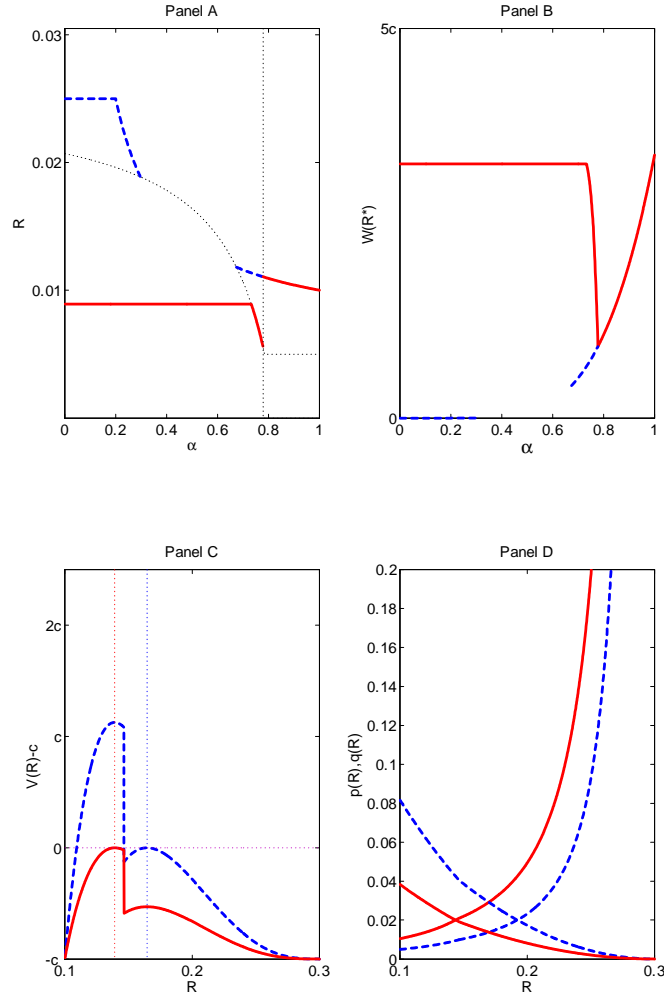 Panel A
Panel B
0.03
0.02
0.01
R
0 0.2 0.4 0.6 0.8 1
α
5c
W(R*)
0
0 0.2 0.4 0.6 0.8 1
α
Panel C
Panel D
2c
c
0
-c
V(R)-c
0.1 0.2 0.3
R
0.2
0.18
0.16
0.14
0.12
0.1
0.08
0.06
0.04
0.02
0
p(R),q(R)
0.1 0.2 0.3
R